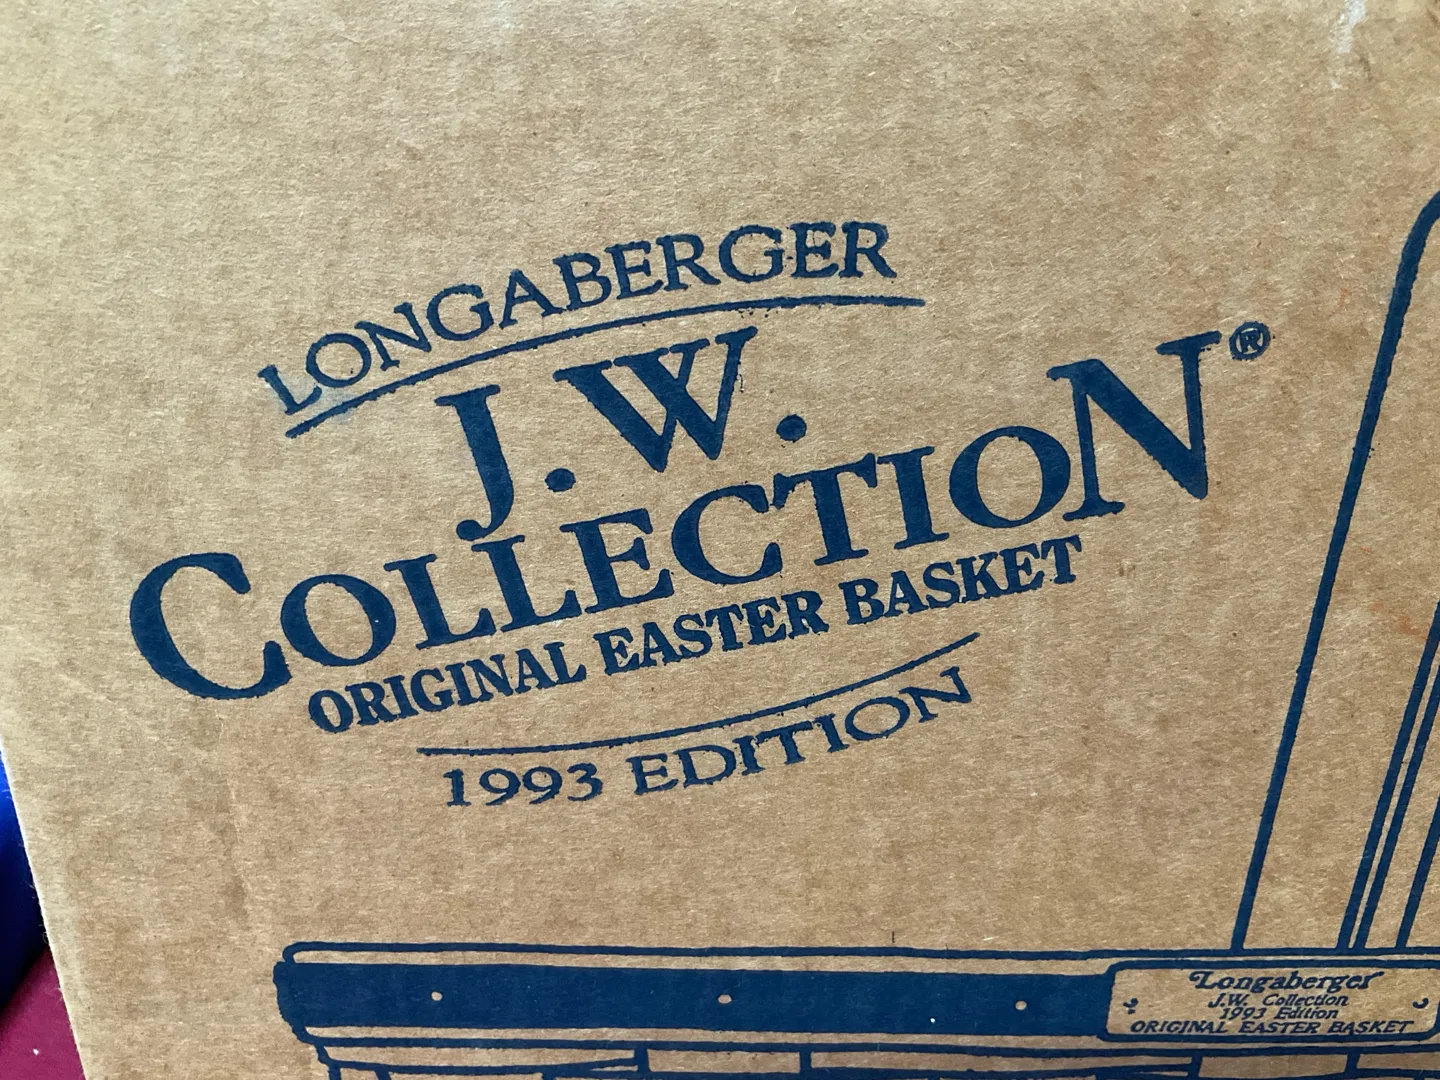 LONGABERGER
J.W.
COLLECTION®
ORIGINAL EASTER BASKET
1993 EDITION
Longaberger
J.W. Collection
1993 Edition
ORIGINAL EASTER BASKET